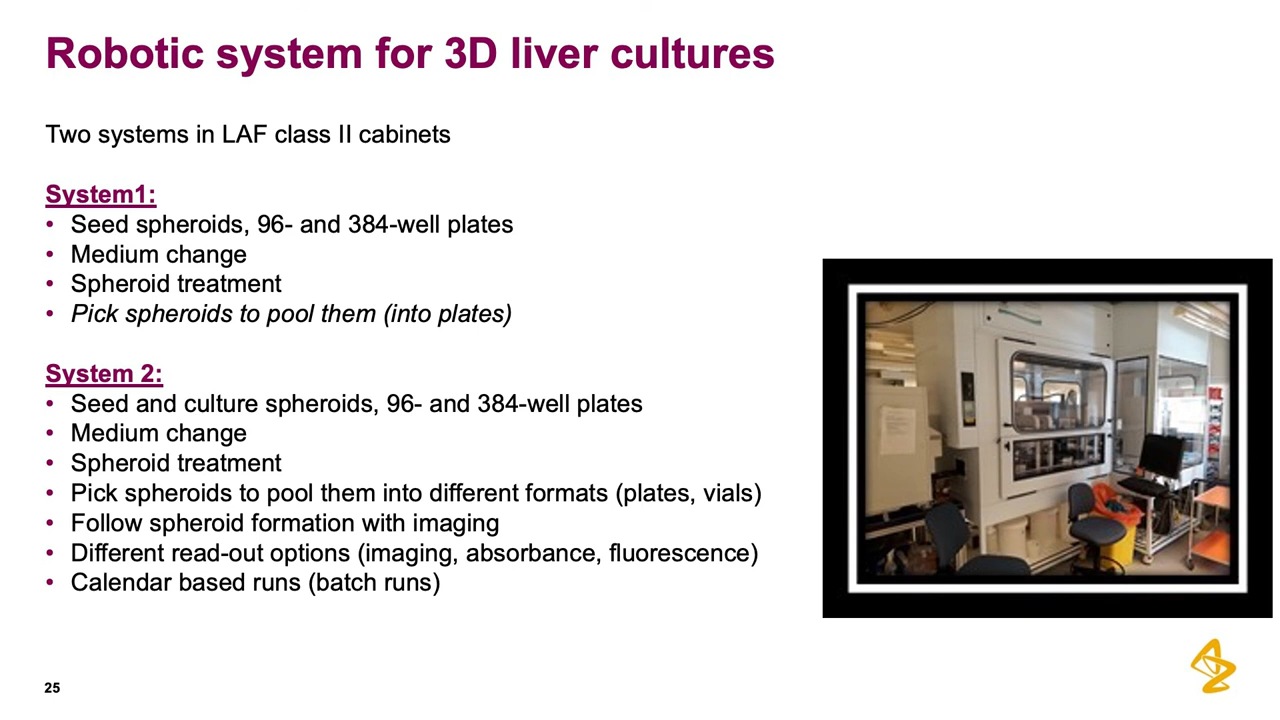 Robotic system for 3D liver cultures
Two systems in LAF class II cabinets
System1:
• Seed spheroids, 96- and 384-well plates
• Medium change
• Spheroid treatment
• Pick spheroids to pool them (into plates)
System 2:
• Seed and culture spheroids, 96- and 384-well plates
• Medium change
• Spheroid treatment
• Pick spheroids to pool them into different formats (plates, vials)
• Follow spheroid formation with imaging
• Different read-out options (imaging, absorbance, fluorescence)
• Calendar based runs (batch runs)
25